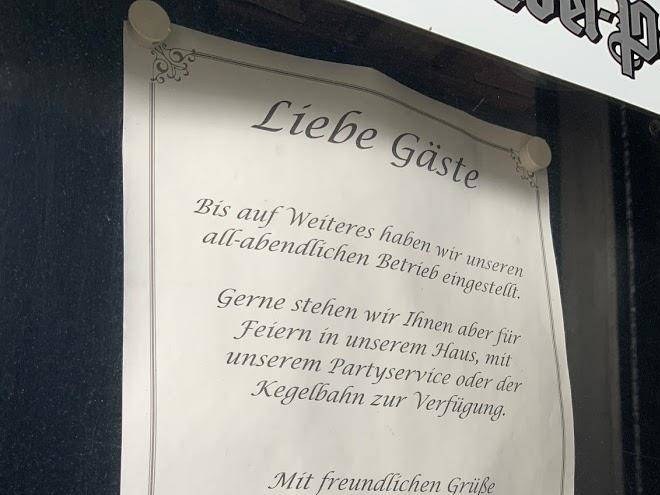 Liebe Gäste
Bis auf Weiteres haben wir unseren
all-abendlichen Betrieb eingestellt.
Gerne stehen wir Ihnen aber für
Feiern in unserem Haus, mit
unserem Partyservice oder der
Kegelbahn zur Verfügung.
Mit freundlichen Grüße